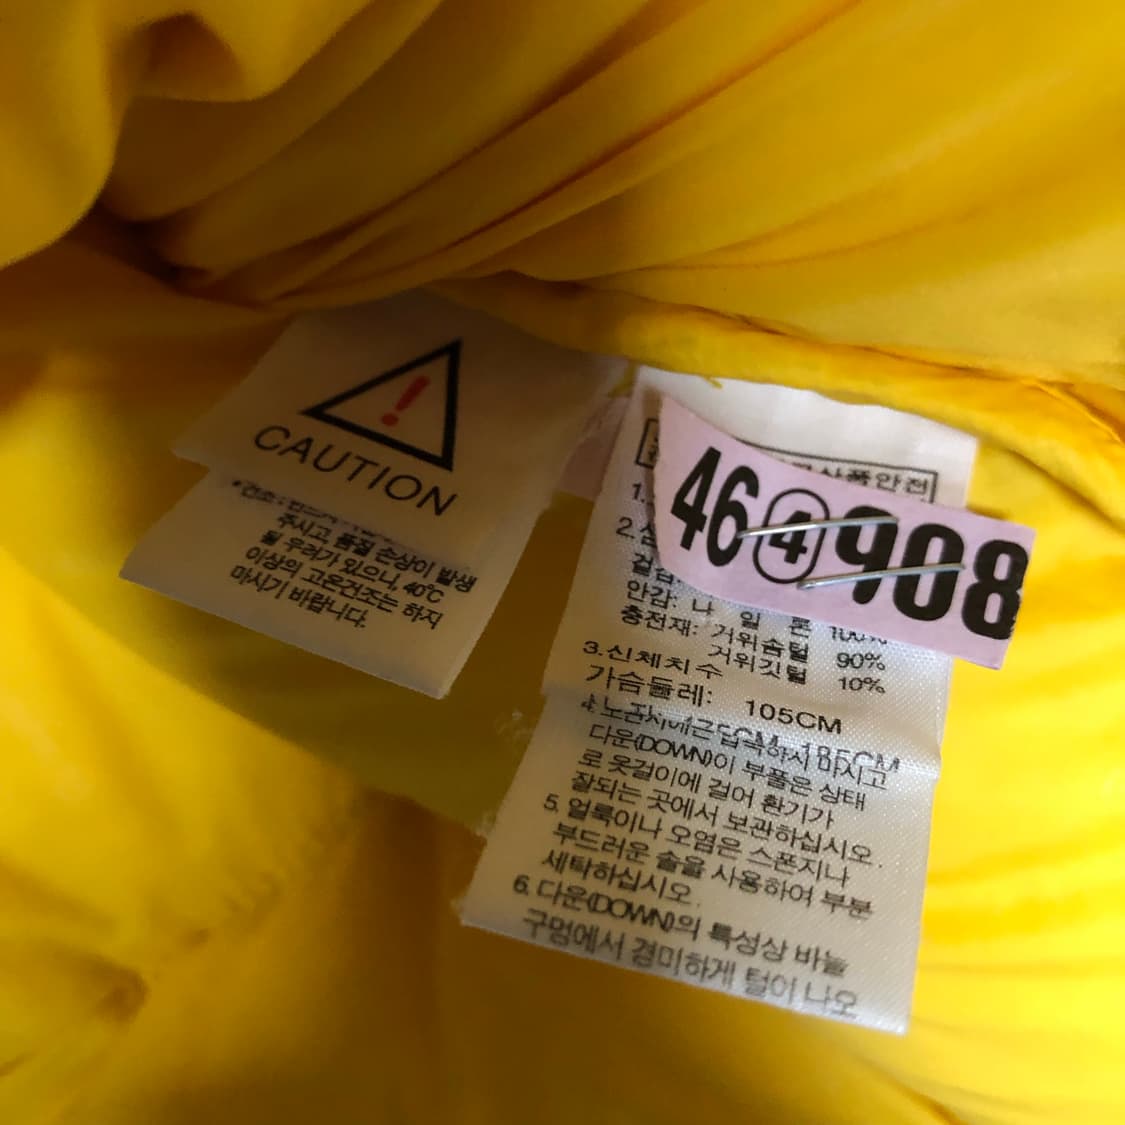 CAUTION
주시고 품질 손상이 발생
될 우려가 있으니, 40℃
이상의 고온건조는 하지
마시기 바랍니다.
46④908
안전
1.
2.
안감: 나 일 론 100%
충전재: 거위솜털 90%
거위깃털 10%
3.신체치수
가슴둘레: 105CM
185CM
다운(DOWN)이 부풀은 상태
로 옷걸이에 걸어 환기가
잘되는 곳에서 보관하십시오.
5. 얼룩이나 오염은 스폰지나
부드러운 솔을 사용하여 부분
세탁하십시오.
6. 다운(DOWN)의 특성상 바늘
구멍에서 경미하게 털이 나오